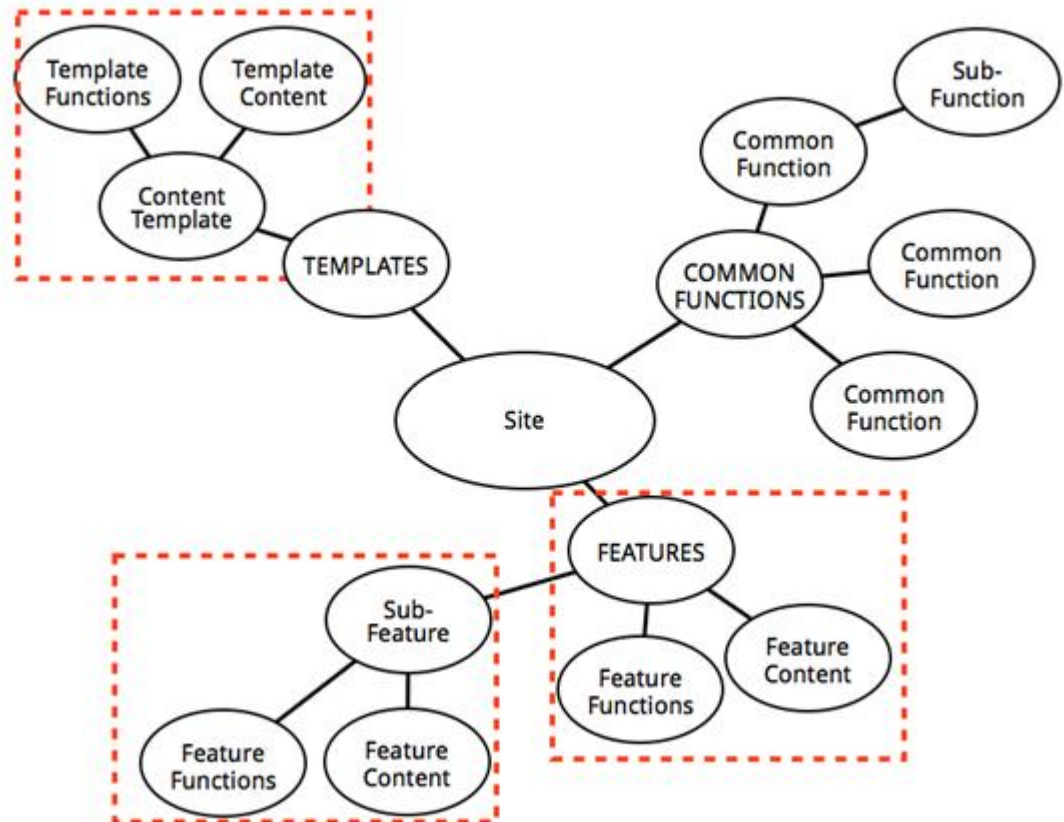 Template
Functions
Template
Content
Content
Template
TEMPLATES
Sub-
Function
Common
Function
COMMON
FUNCTIONS
Common
Function
Common
Function
Site
FEATURES
Feature
Functions
Feature
Content
Sub-
Feature
Feature
Functions
Feature
Content